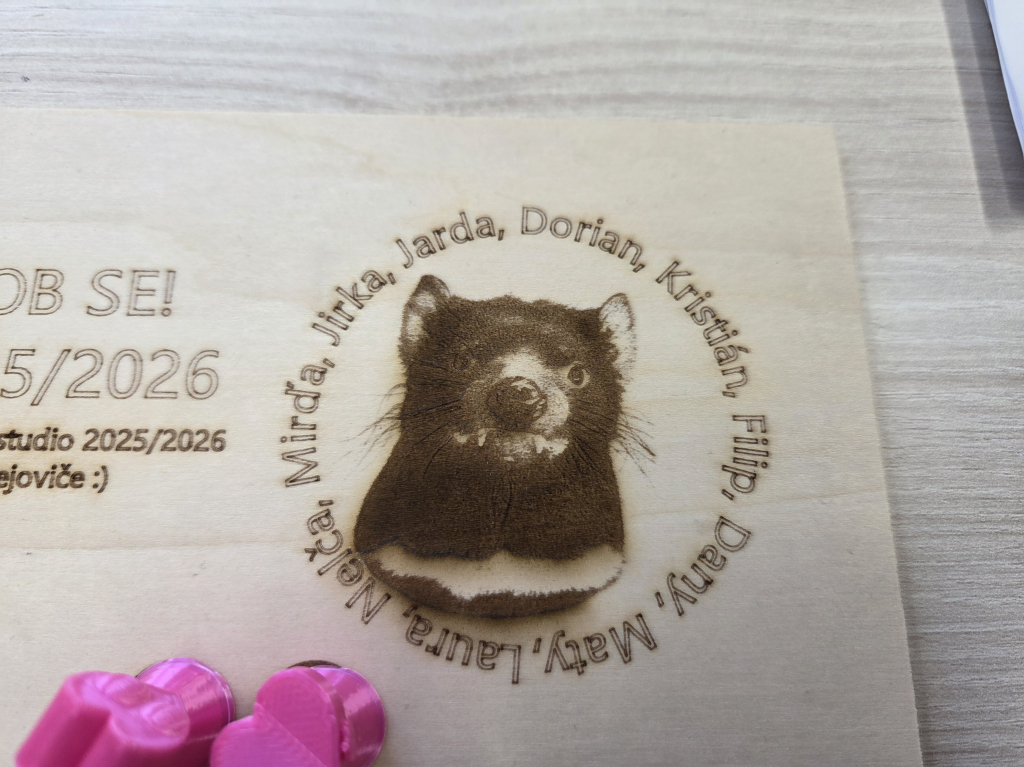 OB SE!
5/2026
studio 2025/2026
ejoviče :)
Jarda, Dorian, Kristián, Filip, Dany, Maty, Laura, Nelča, Mirďa, Jirka,